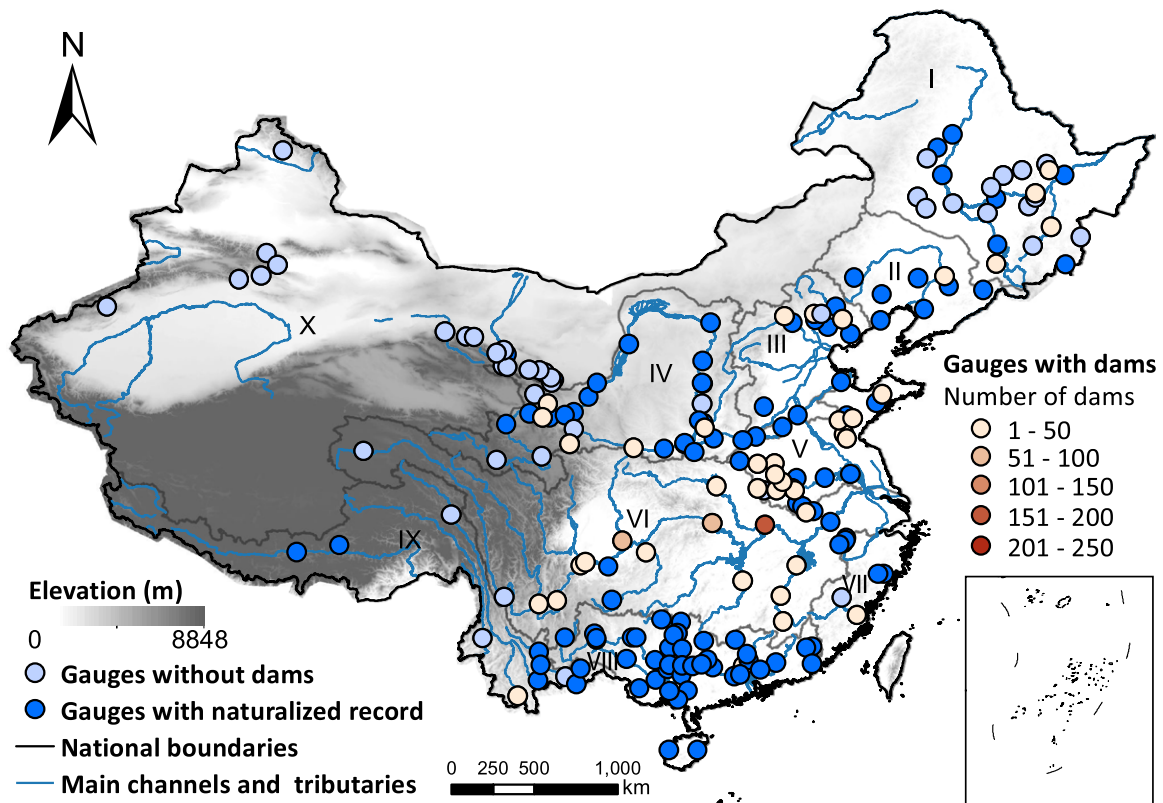 N
I
II
III
X
IV
V
VI
IX
VII
VIII
Gauges with dams
Number of dams
1 - 50
51 - 100
101 - 150
151 - 200
201 - 250
Elevation (m)
0 8848
Gauges without dams
Gauges with naturalized record
National boundaries
Main channels and tributaries
0 250 500 1,000
km